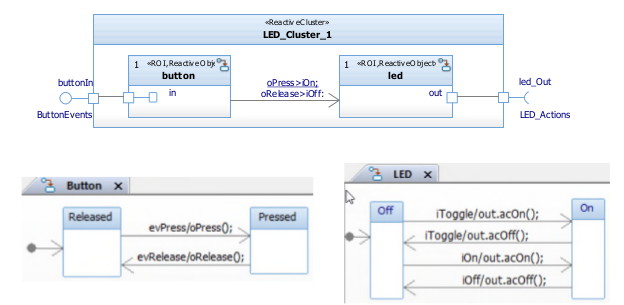 «ReactiveCluster»
LED_Cluster_1
1 «ROI,ReactiveObje
button
in
oPress>iOn;
oRelease>iOff;
1 «ROI,ReactiveObject»
led
out
buttonIn
ButtonEvents
led_Out
LED_Actions
Button X
Released
Pressed
evPress/oPress();
evRelease/oRelease();
LED X
Off
On
iToggle/out.acOn();
iToggle/out.acOff();
iOn/out.acOn();
iOff/out.acOff();